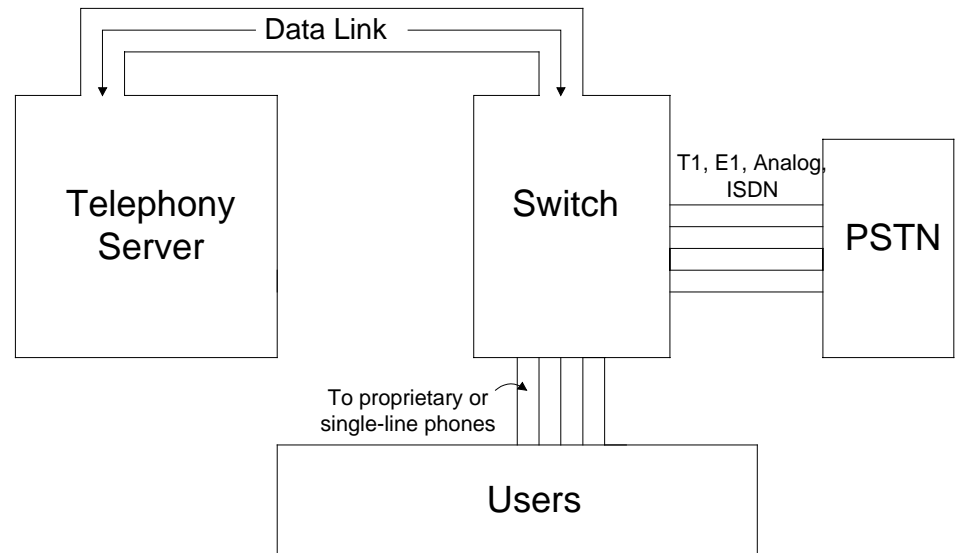 Data Link
Telephony
Server
Switch
T1, E1, Analog,
ISDN
PSTN
To proprietary or
single-line phones
Users